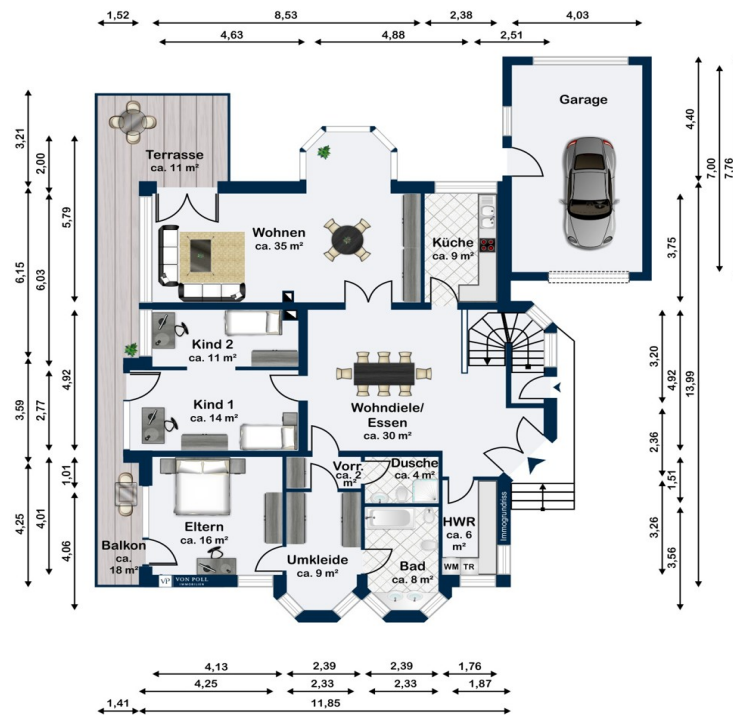 1,52
8,53
2,38
4,03
4,63
4,88
2,51
3,21
2,00
5,79
6,15
6,03
3,59
2,77
4,92
4,25
4,01
1,01
4,06
4,40
7,00
7,76
3,75
3,20
4,92
13,99
2,36
1,51
3,26
3,56
Garage
Terrasse
ca. 11 m²
Wohnen
ca. 35 m²
Küche
ca. 9 m²
Kind 2
ca. 11 m²
Kind 1
ca. 14 m²
Wohndiele/
Essen
ca. 30 m²
Vorr.
ca. 2
m²
Dusche
ca. 4 m²
Eltern
ca. 16 m²
Balkon
ca.
18 m²
Umkleide
ca. 9 m²
Bad
ca. 8 m²
HWR
ca. 6
m²
WM TR
Immogrundriss
VP VON POLL
IMMOBILIEN
4,13
2,39
2,39
1,76
4,25
2,33
2,33
1,87
1,41
11,85